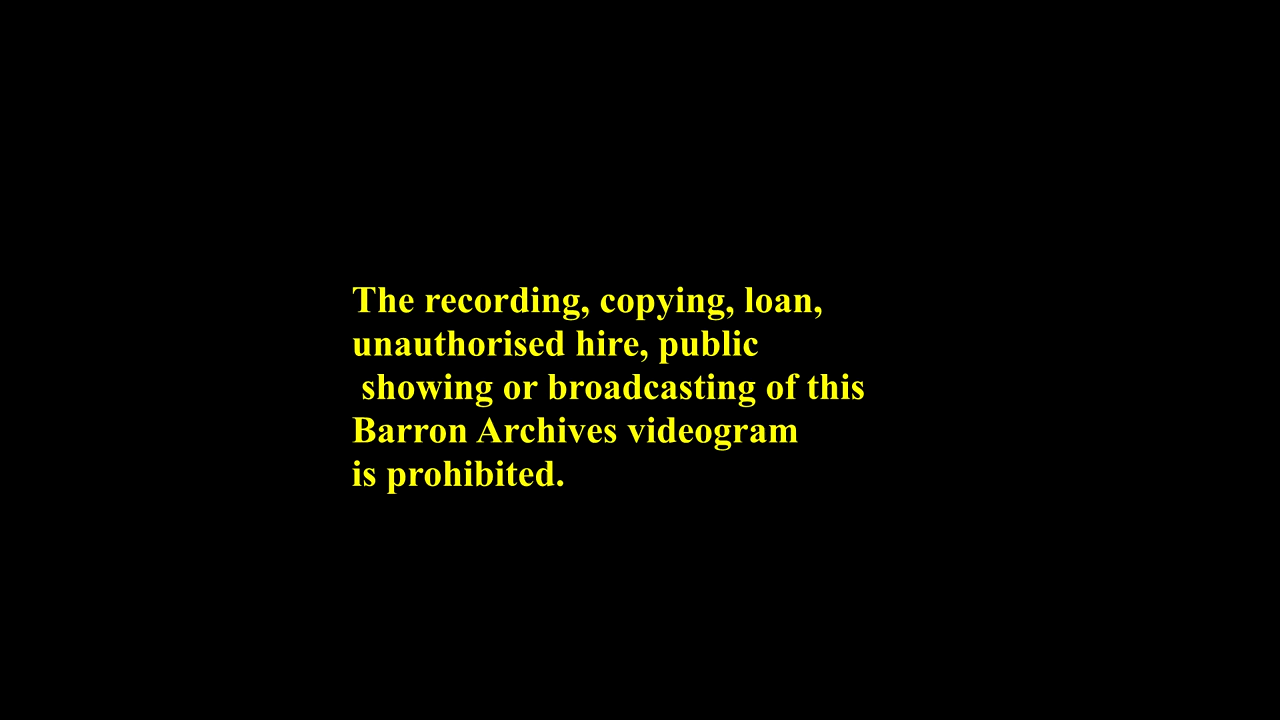 The recording, copying, loan,
unauthorised hire, public
showing or broadcasting of this
Barron Archives videogram
is prohibited.